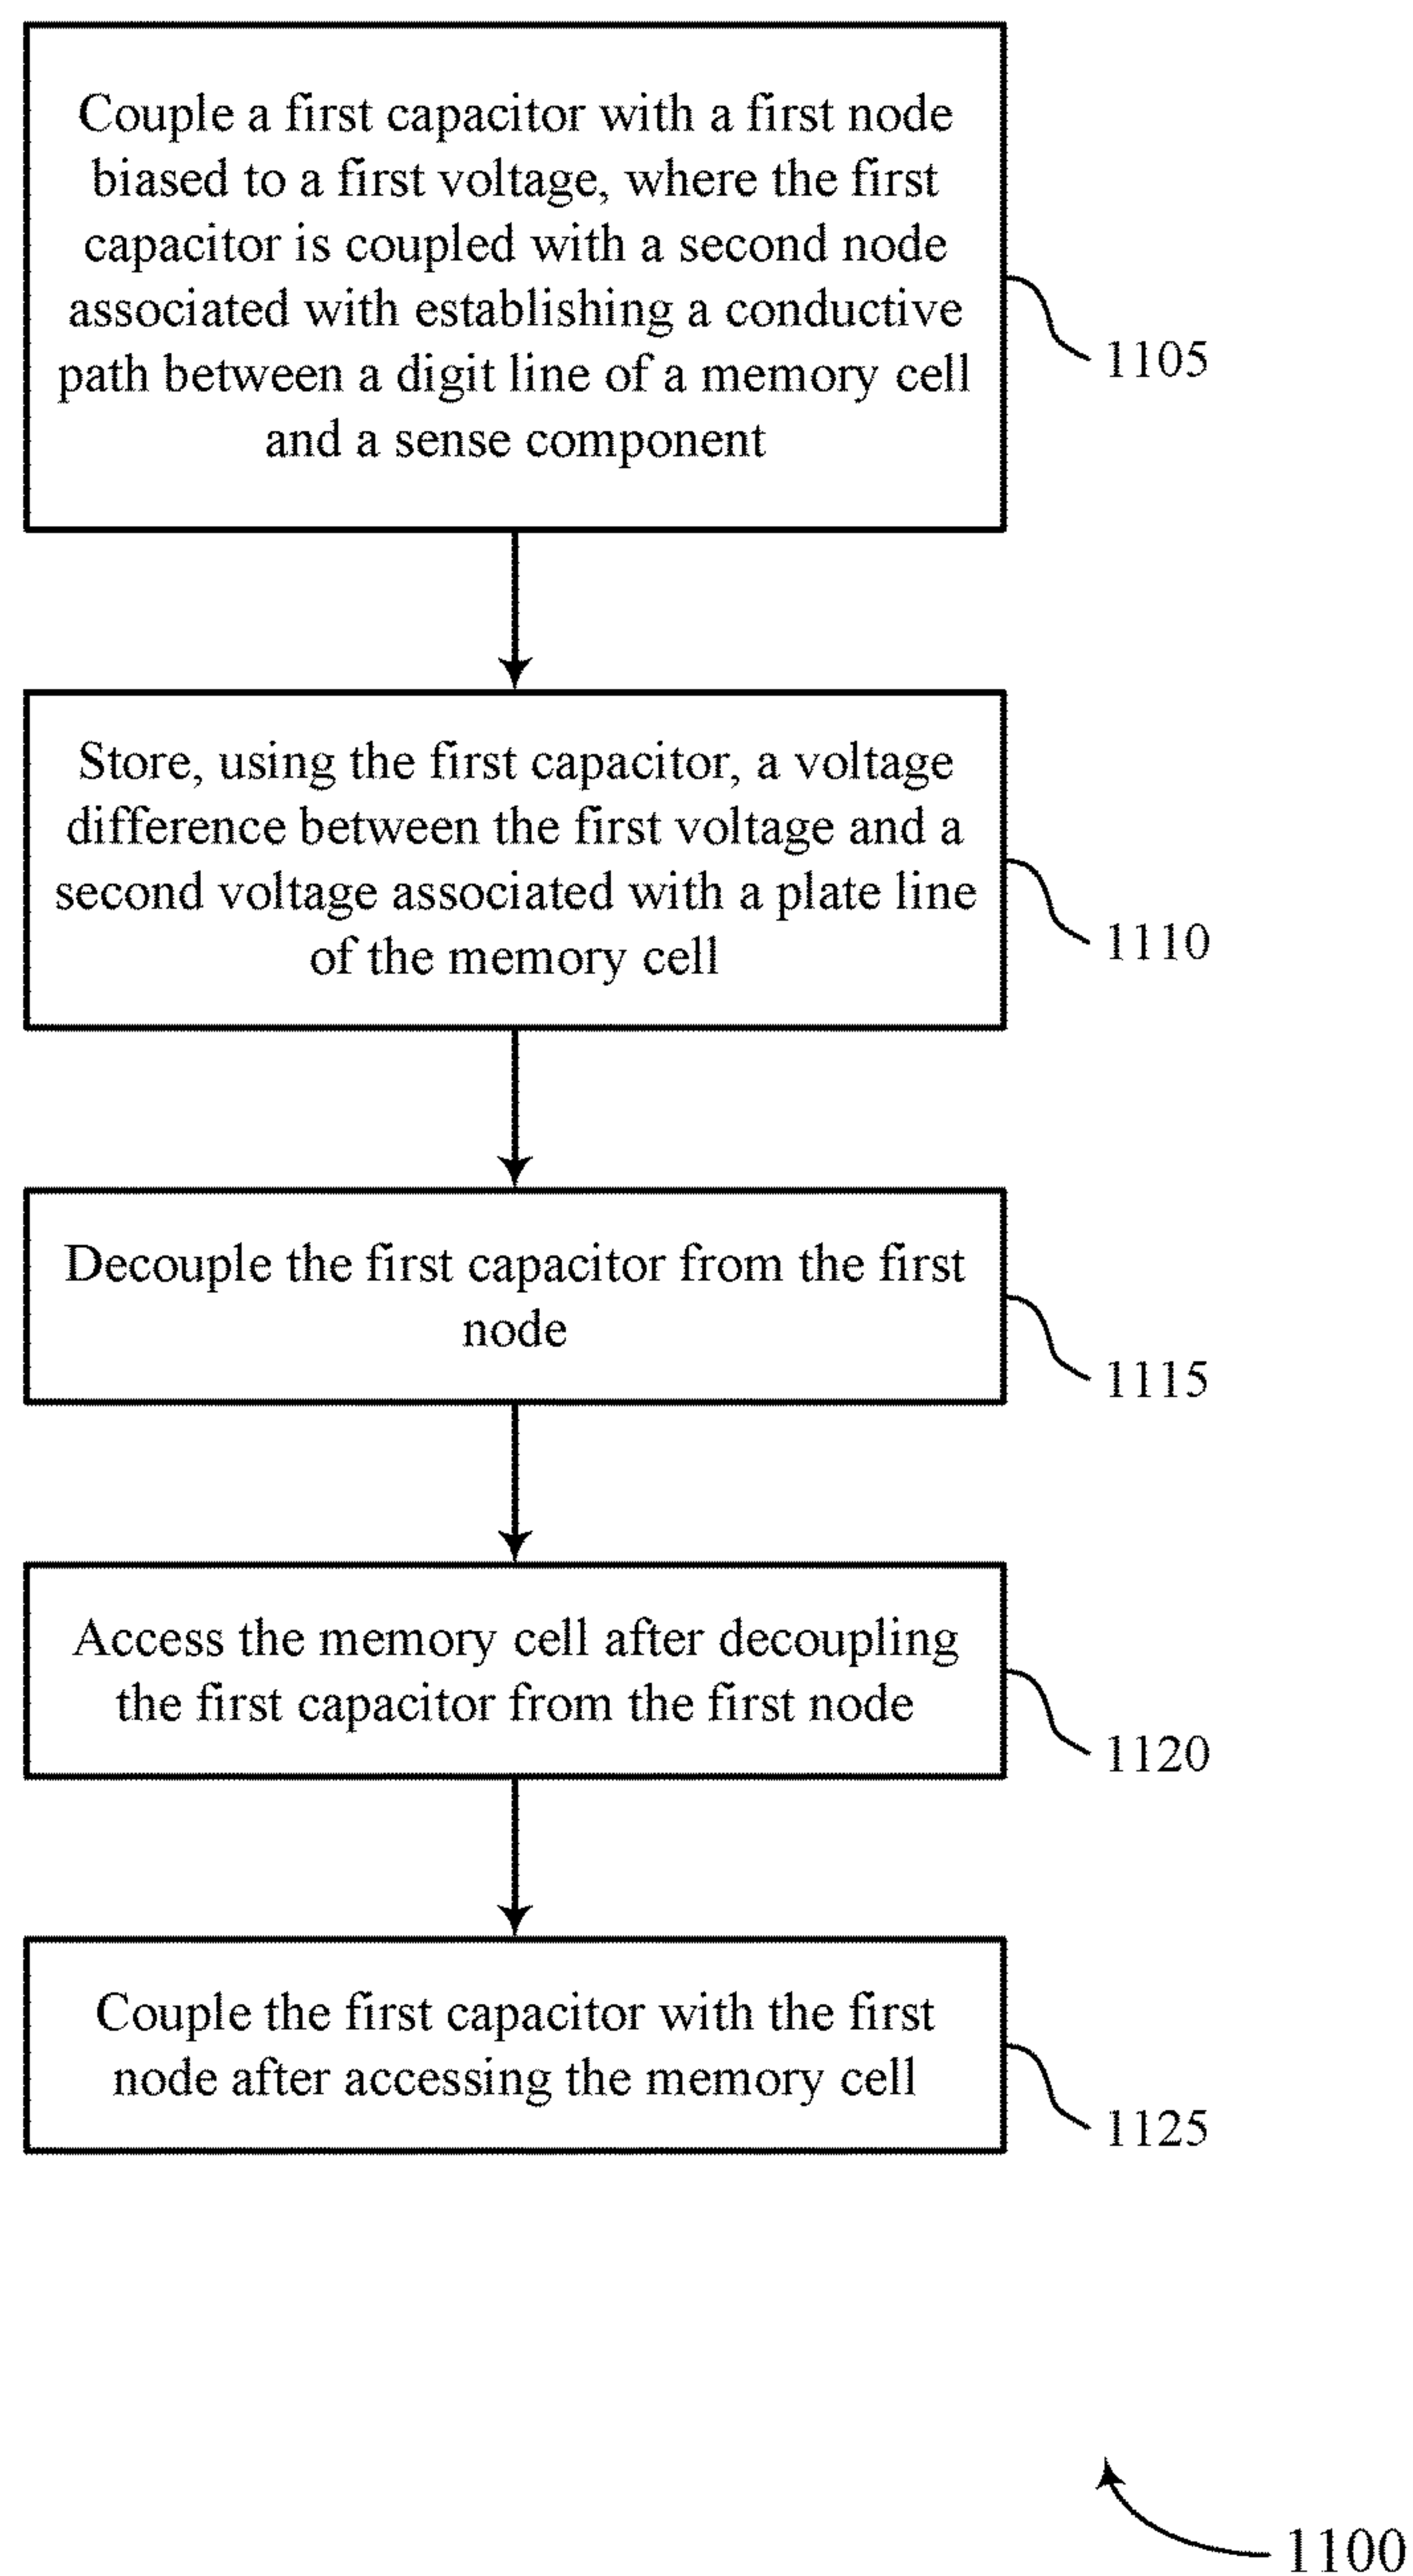 Couple a first capacitor with a first node
biased to a first voltage, where the first
capacitor is coupled with a second node
associated with establishing a conductive
path between a digit line of a memory cell
and a sense component
1105
Store, using the first capacitor, a voltage
difference between the first voltage and a
second voltage associated with a plate line
of the memory cell
1110
Decouple the first capacitor from the first
node
1115
Access the memory cell after decoupling
the first capacitor from the first node
1120
Couple the first capacitor with the first
node after accessing the memory cell
1125
1100